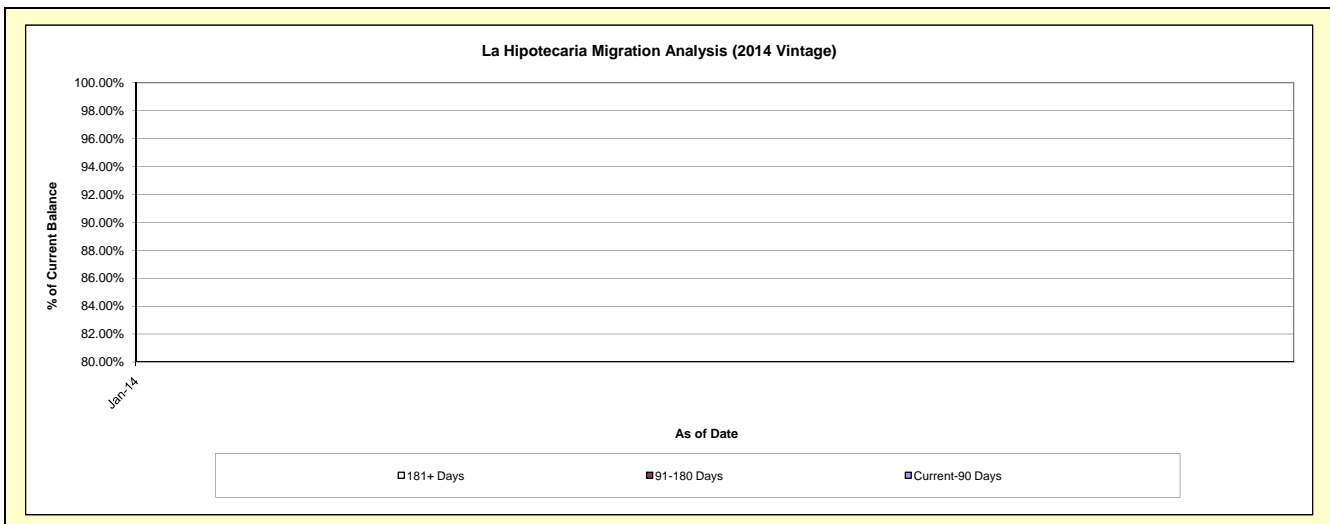 La Hipotecaria Migration Analysis (2014 Vintage)
100.00%
98.00%
96.00%
94.00%
92.00%
90.00%
88.00%
86.00%
84.00%
82.00%
80.00%
% of Current Balance
Jan-14
As of Date
181+ Days
91-180 Days
Current-90 Days